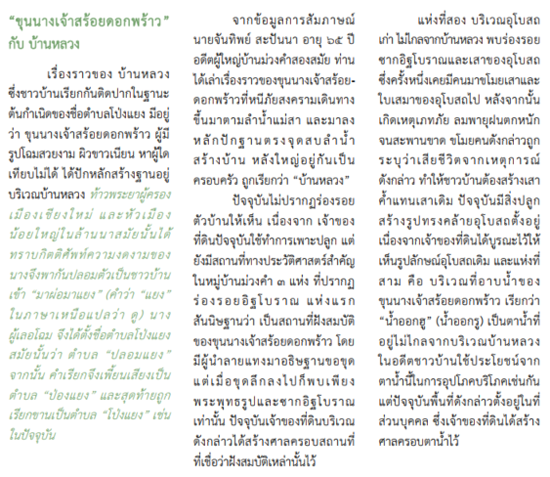 “ขุนนางเจ้าสร้อยดอกพร้าว”
กับ บ้านหลวง
เรื่องราวของ บ้านหลวง
ซึ่งชาวบ้านเรียกกันติดปากในฐานะ
ต้นกำเนิดของชื่อตำบลโป่งแยง มีอยู่
ว่า ขุนนางเจ้าสร้อยดอกพร้าว ผู้มี
รูปโฉมสวยงาม ผิวขาวเนียน หาผู้ใด
เทียบไม่ได้ ได้ปักหลักสร้างฐานอยู่
บริเวณบ้านหลวง ท้าวพระยาผู้ครอง
เมืองเชียงใหม่ และหัวเมือง
น้อยใหญ่ในล้านนาสมัยนั้นได้
ทราบกิตติศัพท์ความงดงามของ
นางจึงพากันปลอมตัวเป็นชาวบ้าน
เข้า “มาผ่อมาแยง” (คำว่า “แยง”
ในภาษาเหนือแปลว่า ดู) นาง
ผู้เลอโฉม จึงได้ตั้งชื่อตำบลโป่งแยง
สมัยนั้นว่า ตำบล “ปลอมแยง”
จากนั้น คำเรียกจึงเพี้ยนเสียงเป็น
ตำบล “ป๋องแยง” และสุดท้ายถูก
เรียกขานเป็นตำบล “โป่งแยง” เช่น
ในปัจจุบัน
จากข้อมูลการสัมภาษณ์
นายจันทิพย์ สะปันนา อายุ ๖๕ ปี
อดีตผู้ใหญ่บ้านม่วงคำสองสมัย ท่าน
ได้เล่าเรื่องราวของขุนนางเจ้าสร้อย-
ดอกพร้าวที่หนีภัยสงครามเดินทาง
ขึ้นมาตามลำน้ำแม่สา และมาลง
หลักปักฐานตรงจุดสบลำน้ำ
สร้างบ้าน หลังใหญ่อยู่กันเป็น
ครอบครัว ถูกเรียกว่า “บ้านหลวง”
ปัจจุบันไม่ปรากฏร่องรอย
ตัวบ้านให้เห็น เนื่องจาก เจ้าของ
ที่ดินปัจจุบันใช้ทำการเพาะปลูก แต่
ยังมีสถานที่ทางประวัติศาสตร์สำคัญ
ในหมู่บ้านม่วงคำ ๓ แห่ง ที่ปรากฏ
ร่องรอยอิฐโบราณ แห่งแรก
สันนิษฐานว่า เป็นสถานที่ฝังสมบัติ
ของขุนนางเจ้าสร้อยดอกพร้าว โดย
มีผู้นำลายแทงมาอธิษฐานขอขุด
แต่เมื่อขุดลึกลงไปก็พบเพียง
พระพุทธรูปและซากอิฐโบราณ
เท่านั้น ปัจจุบันเจ้าของที่ดินบริเวณ
ดังกล่าวได้สร้างศาลครอบสถานที่
ที่เชื่อว่าฝังสมบัติเหล่านั้นไว้
แห่งที่สอง บริเวณอุโบสถ
เก่า ไม่ไกลจากบ้านหลวง พบร่องรอย
ซากอิฐโบราณและเสาของอุโบสถ
ซึ่งครั้งหนึ่งเคยมีคนมาขโมยเสาและ
ใบเสมาของอุโบสถไป หลังจากนั้น
เกิดเหตุเภทภัย ลมพายุฝนตกหนัก
จนสะพานขาด ขโมยคนดังกล่าวถูก
ระบุว่าเสียชีวิตจากเหตุการณ์
ดังกล่าว ทำให้ชาวบ้านต้องสร้างเสา
ค้ำแทนเสาเดิม ปัจจุบันมีสิ่งปลูก
สร้างรูปทรงคล้ายอุโบสถตั้งอยู่
เนื่องจากเจ้าของที่ดินได้บูรณะไว้ให้
เห็นรูปลักษณ์อุโบสถเดิม และแห่งที่
สาม คือ บริเวณที่อาบน้ำของ
ขุนนางเจ้าสร้อยดอกพร้าว เรียกว่า
“น้ำออกฮู” (น้ำออกรู) เป็นตาน้ำที่
อยู่ไม่ไกลจากบริเวณบ้านหลวง
ในอดีตชาวบ้านใช้ประโยชน์จาก
ตาน้ำนี้ในการอุปโภคบริโภคเช่นกัน
แต่ปัจจุบันพื้นที่ดังกล่าวตั้งอยู่ในที่
ส่วนบุคคล ซึ่งเจ้าของที่ดินได้สร้าง
ศาลครอบตาน้ำไว้